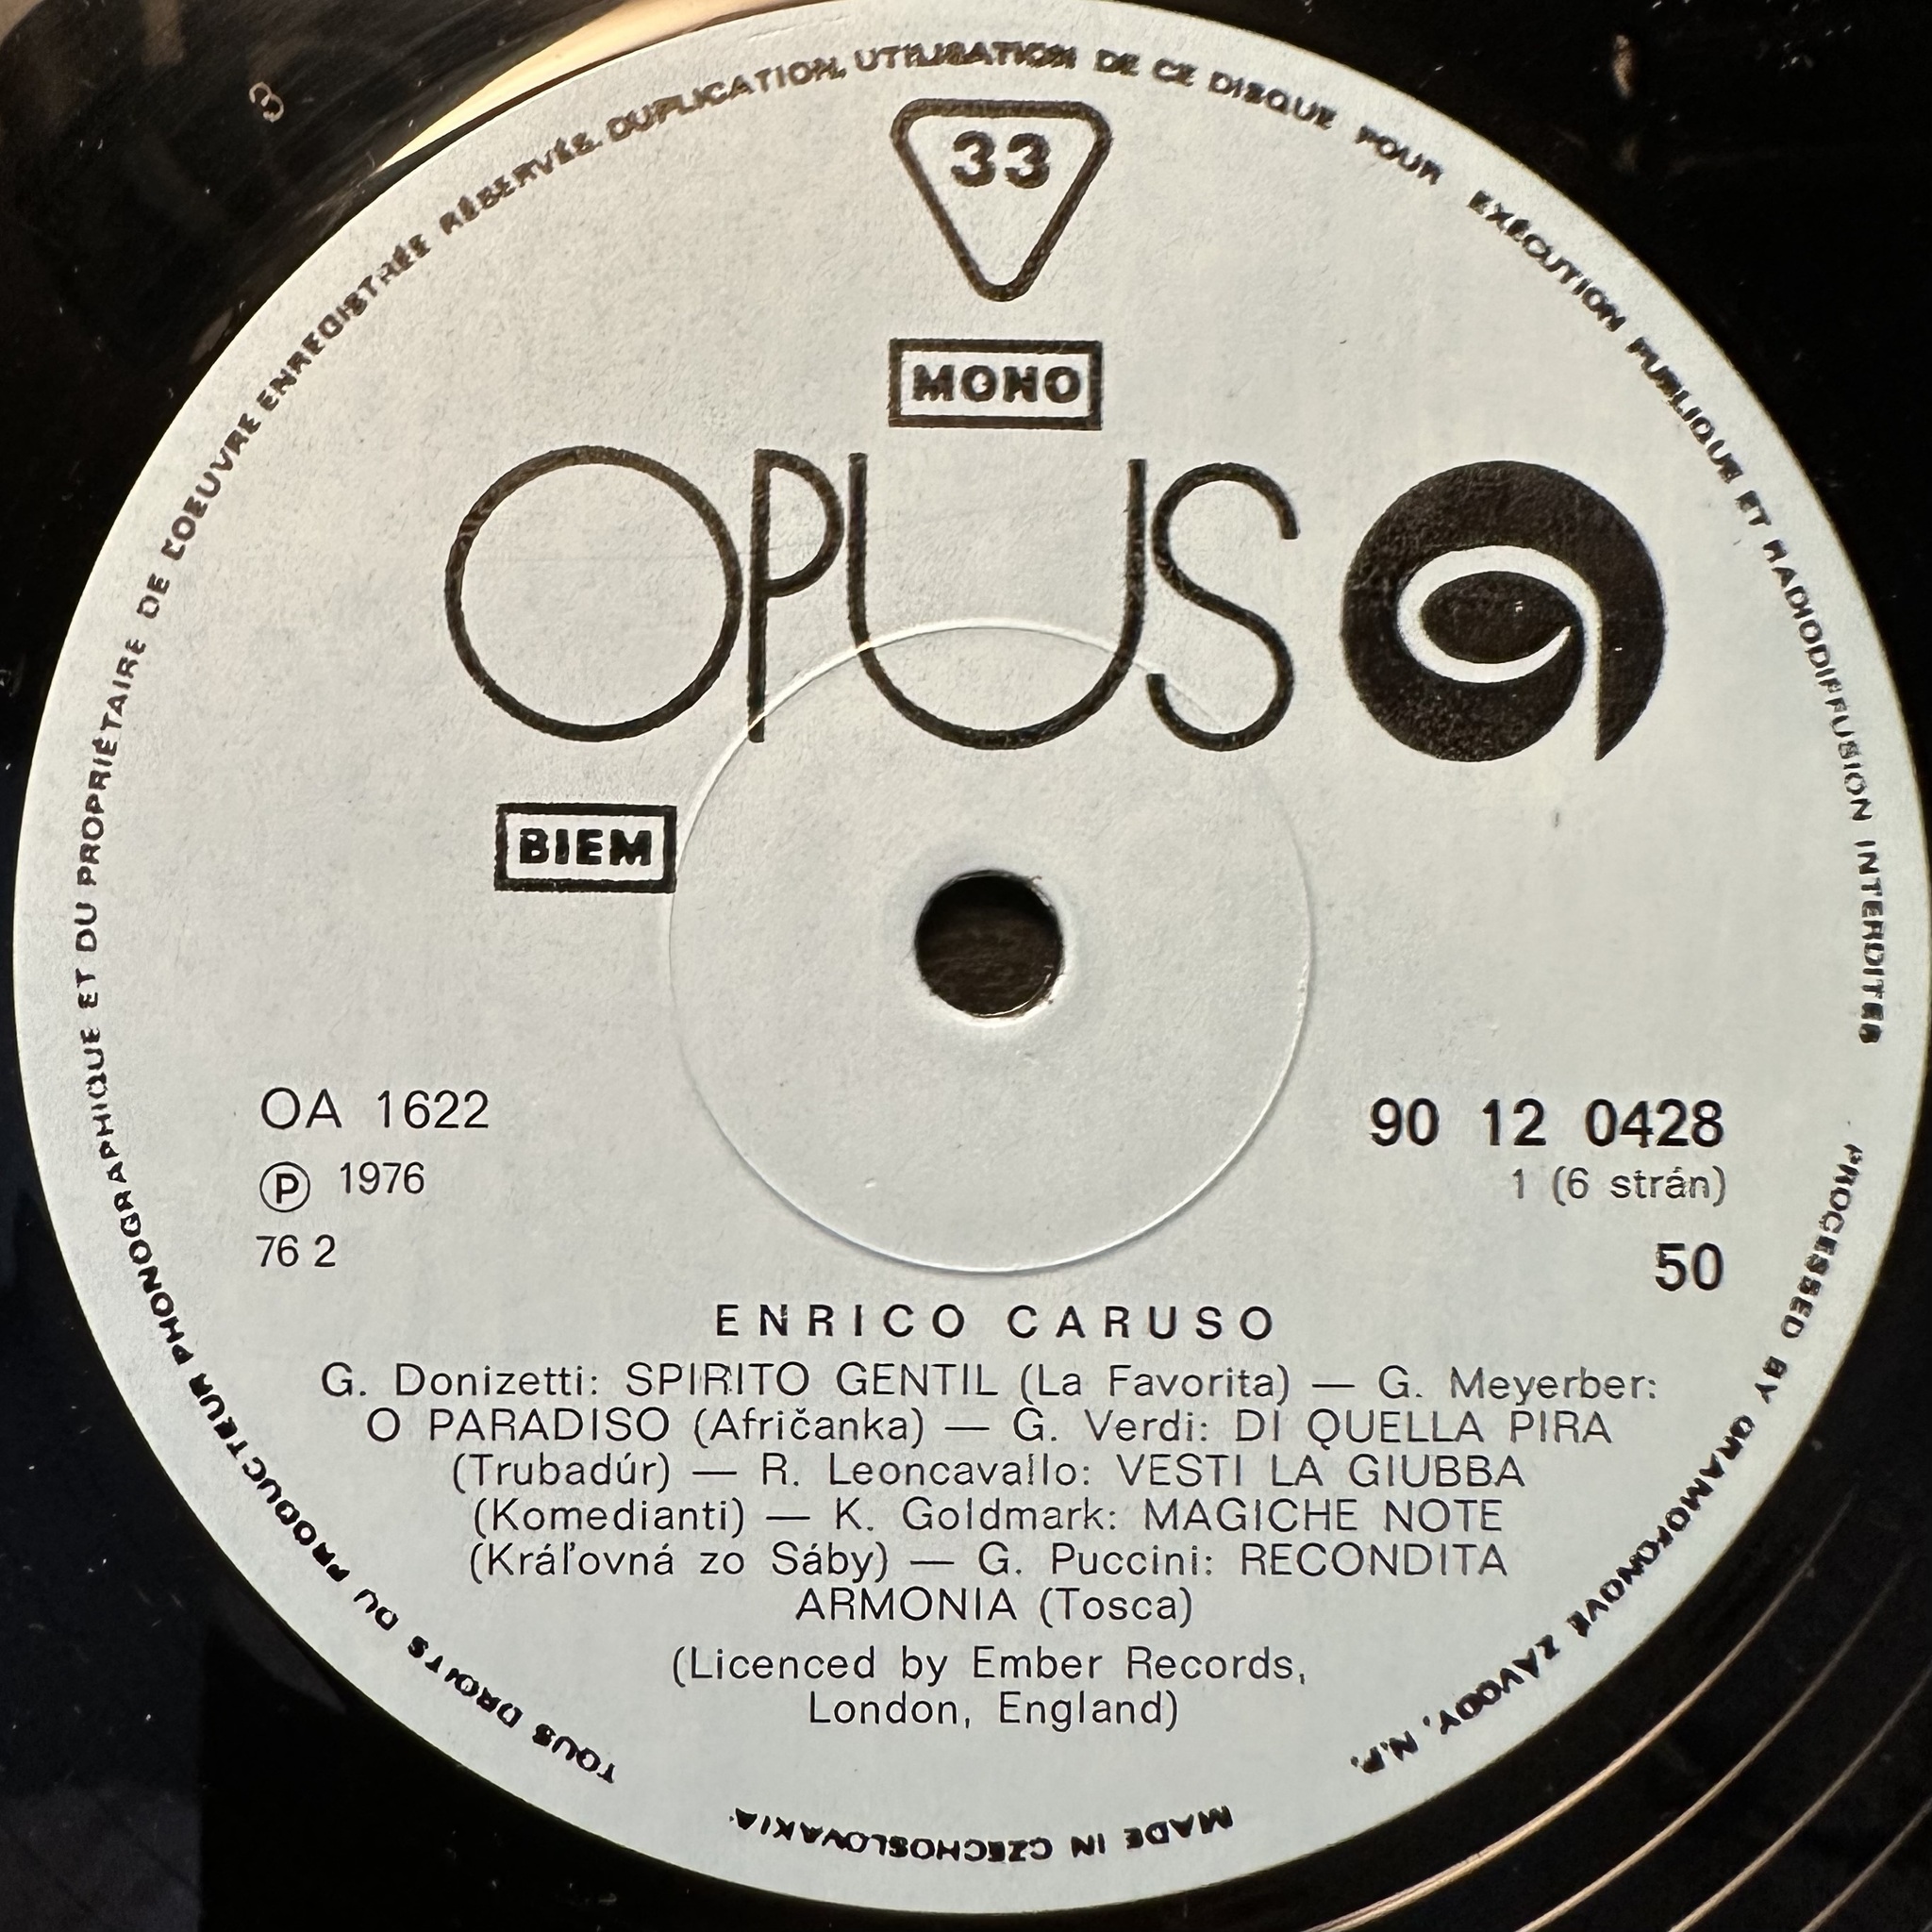 3
TOUS DROITS DU PRODUCTEUR PHONOGRAPHIQUE ET DU PROPRIÉTAIRE DE L'OEUVRE ENREGISTRÉE RÉSERVÉS. DUPLICATION, UTILISATION DE CE DISQUE POUR EXÉCUTION PUBLIQUE ET RADIODIFFUSION INTERDITES
33
MONO
OPUS
BIEM
OA 1622
℗ 1976
76 2
90 12 0428
1 (6 strán)
50
ENRICO CARUSO
G. Donizetti: SPIRITO GENTIL (La Favorita) — G. Meyerber:
O PARADISO (Afričanka) — G. Verdi: DI QUELLA PIRA
(Trubadúr) — R. Leoncavallo: VESTI LA GIUBBA
(Komedianti) — K. Goldmark: MAGICHE NOTE
(Kráľovná zo Sáby) — G. Puccini: RECONDITA
ARMONIA (Tosca)
(Licenced by Ember Records,
London, England)
PROCESSED BY GRAMOFONOVÉ ZÁVODY, N.P.
MADE IN CZECHOSLOVAKIA